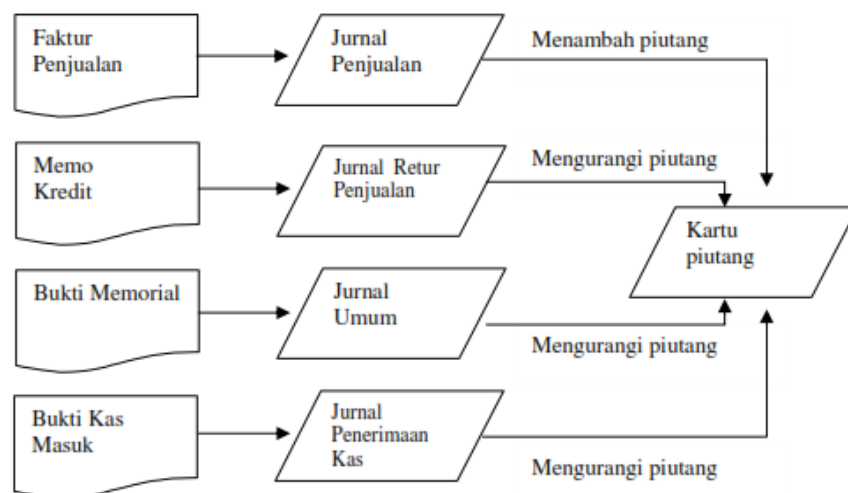 Faktur
Penjualan
Jurnal
Penjualan
Menambah piutang
Memo
Kredit
Jurnal Retur
Penjualan
Mengurangi piutang
Kartu
piutang
Bukti Memorial
Jurnal
Umum
Mengurangi piutang
Bukti Kas
Masuk
Jurnal
Penerimaan
Kas
Mengurangi piutang